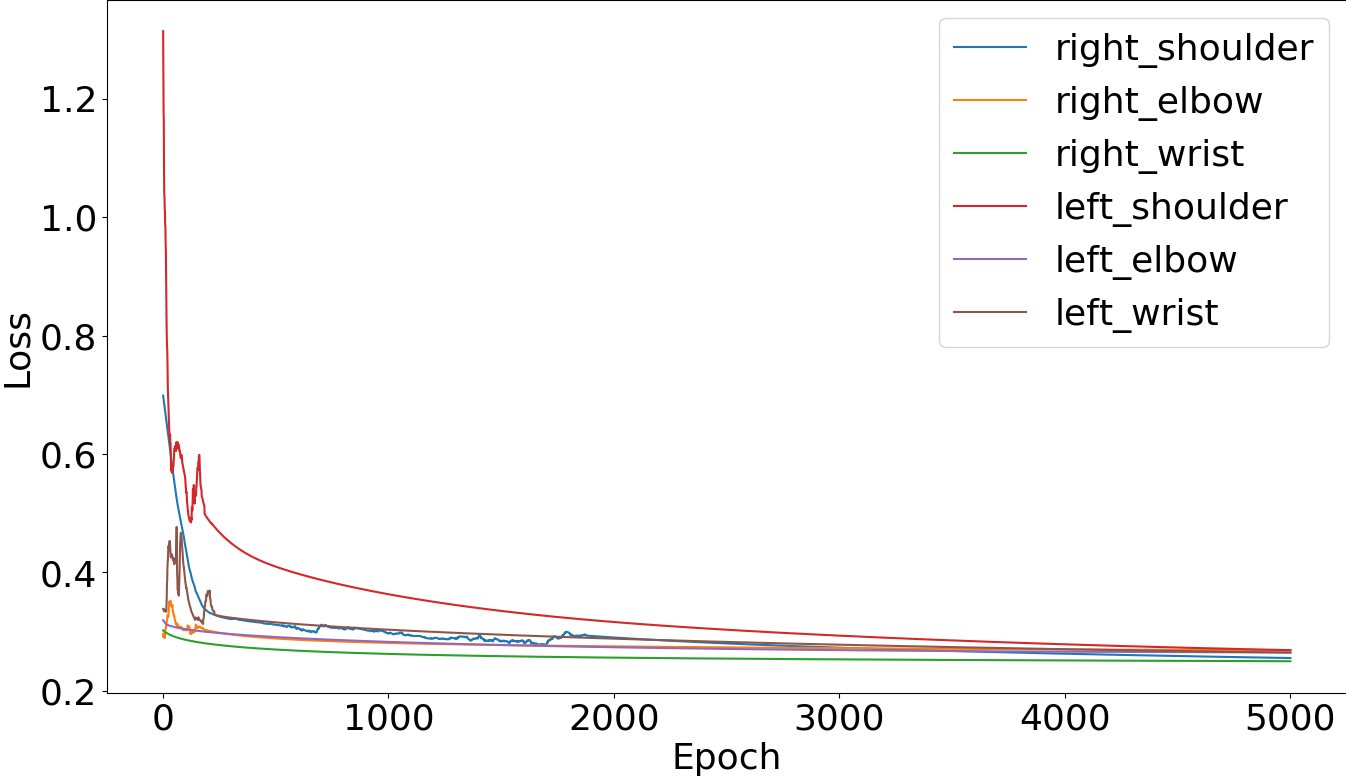 1.2
1.0
0.8
0.6
0.4
0.2
Loss
right_shoulder
right_elbow
right_wrist
left_shoulder
left_elbow
left_wrist
0 1000 2000 3000 4000 5000
Epoch